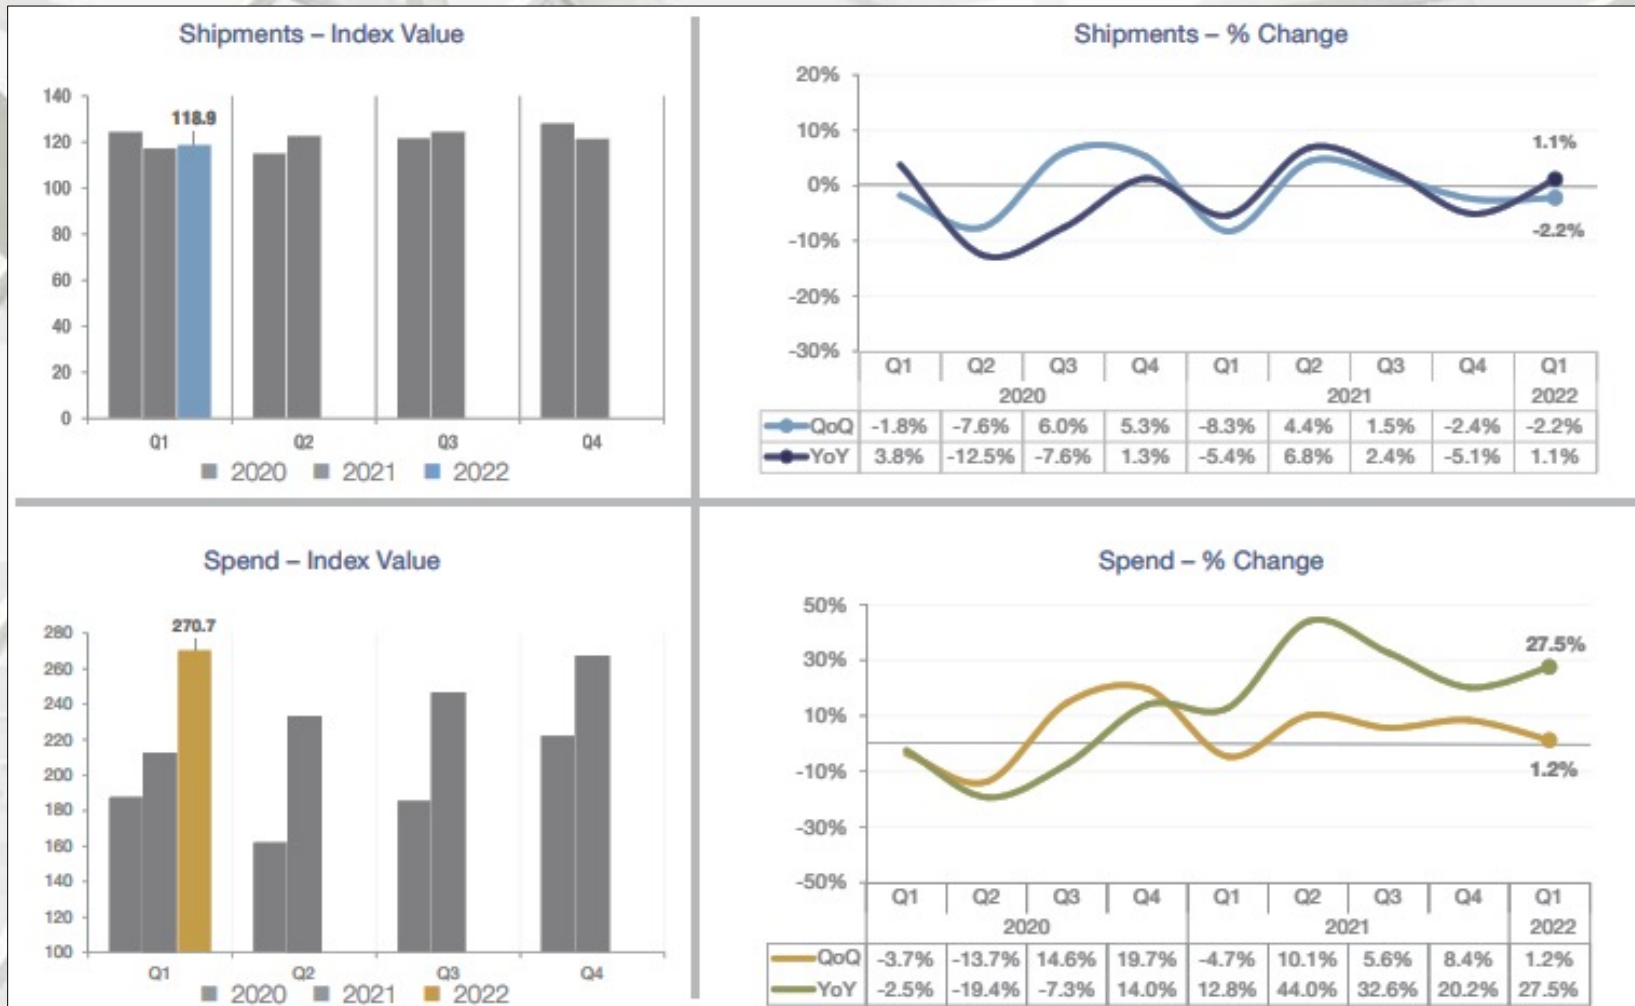 Shipments – Index Value
140
120
100
80
60
40
20
0
118.9
Q1 Q2 Q3 Q4
2020 2021 2022
Shipments – % Change
20%
10%
0%
-10%
-20%
-30%
1.1%
-2.2%
Q1 Q2 Q3 Q4 Q1 Q2 Q3 Q4 Q1
2020 2021 2022
QoQ -1.8% -7.6% 6.0% 5.3% -8.3% 4.4% 1.5% -2.4% -2.2%
YoY 3.8% -12.5% -7.6% 1.3% -5.4% 6.8% 2.4% -5.1% 1.1%
Spend – Index Value
280
260
240
220
200
180
160
140
120
100
270.7
Q1 Q2 Q3 Q4
2020 2021 2022
Spend – % Change
50%
30%
10%
-10%
-30%
-50%
27.5%
1.2%
Q1 Q2 Q3 Q4 Q1 Q2 Q3 Q4 Q1
2020 2021 2022
QoQ -3.7% -13.7% 14.6% 19.7% -4.7% 10.1% 5.6% 8.4% 1.2%
YoY -2.5% -19.4% -7.3% 14.0% 12.8% 44.0% 32.6% 20.2% 27.5%